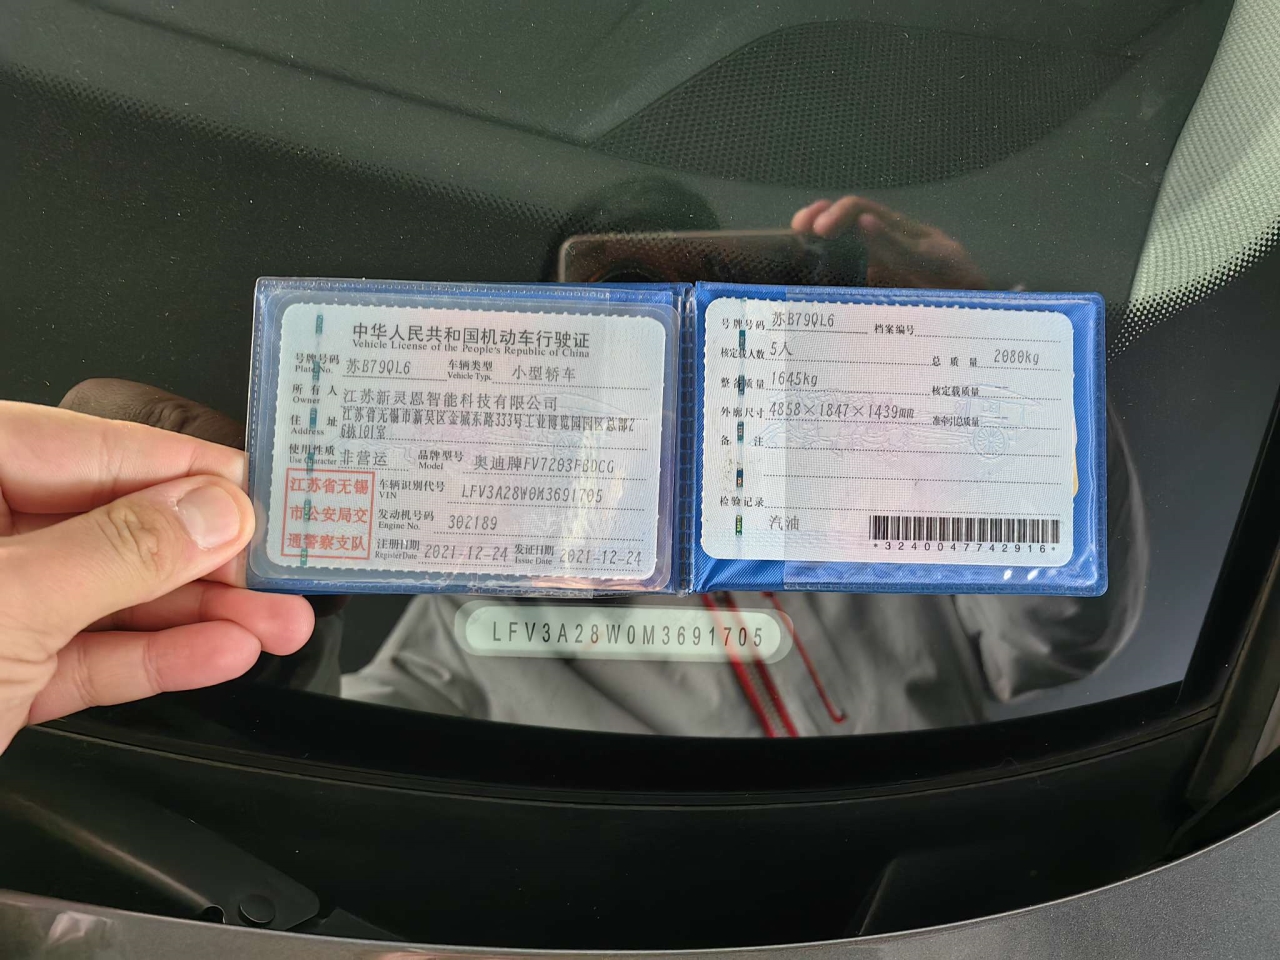 中华人民共和国机动车行驶证
Vehicle License of the People's Republic of China
号牌号码 Plate No. 苏B79QL6 车辆类型 Vehicle Type 小型轿车
所有人 Owner 江苏新灵恩智能科技有限公司
住址 Address 江苏省无锡市新吴区金城东路333号工业博览园园区总部2
6栋101室
使用性质 Use Character 非营运 品牌型号 Model 奥迪牌FV7203FBDCG
江苏省无锡
市公安局交
通警察支队
车辆识别代号 VIN LFV3A28W0M3691705
发动机号码 Engine No. 302189
注册日期 Register Date 2021-12-24 发证日期 Issue Date 2021-12-24
号牌号码 苏B79QL6 档案编号
核定载人数 5人 总质量 2080kg
整备质量 1645kg 核定载质量
外廓尺寸 4858×1847×1439mm 准牵引总质量
备注
检验记录
汽油
*3240047742916*
LFV3A28W0M3691705